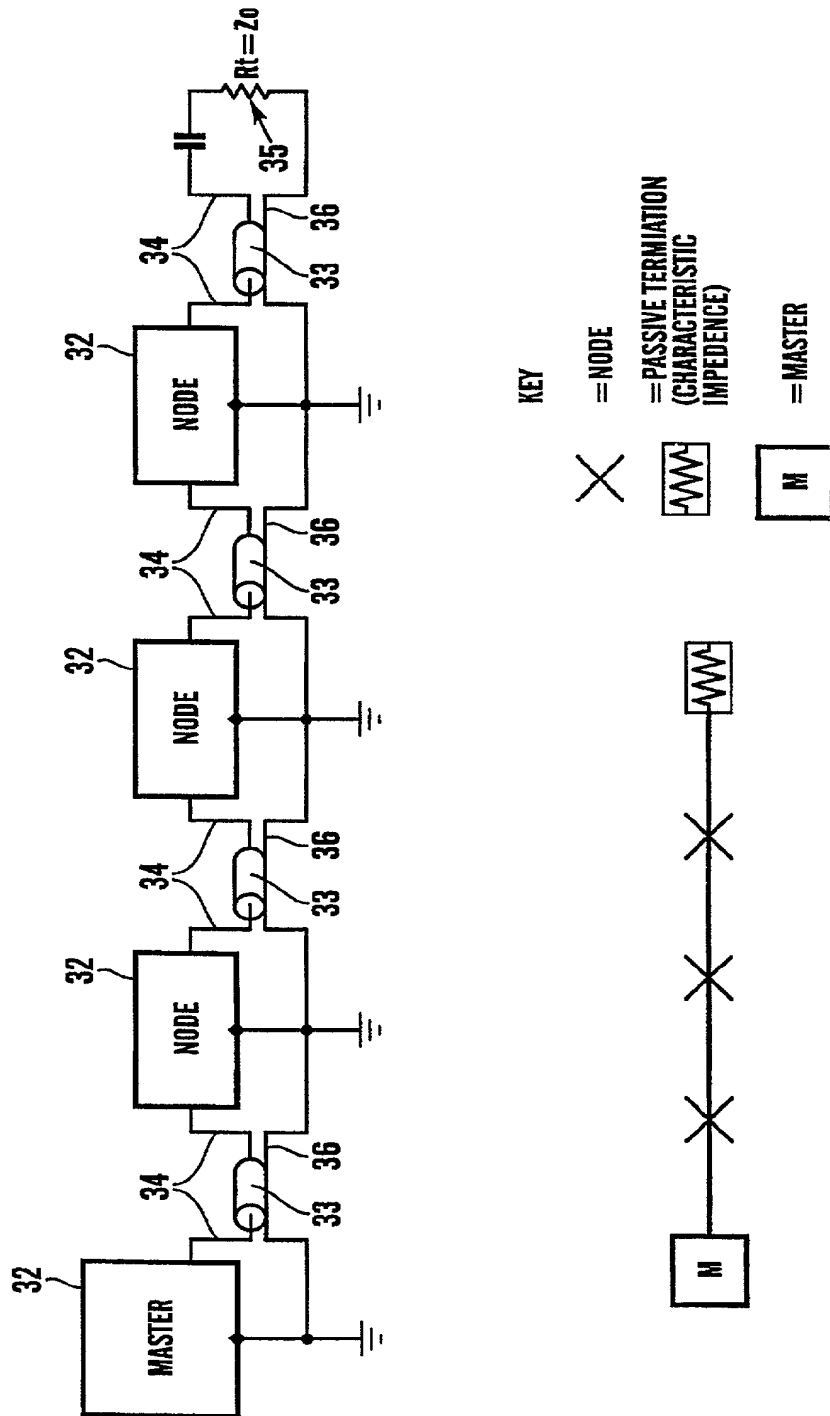 32 32 32 32
34 34 34 34
MASTER NODE NODE NODE
Rt=Z0
35
33 36 33 36 33 36 33 36
KEY
=NODE
=PASSIVE TERMIATION
(CHARACTERISTIC
IMPEDENCE)
M =MASTER
M